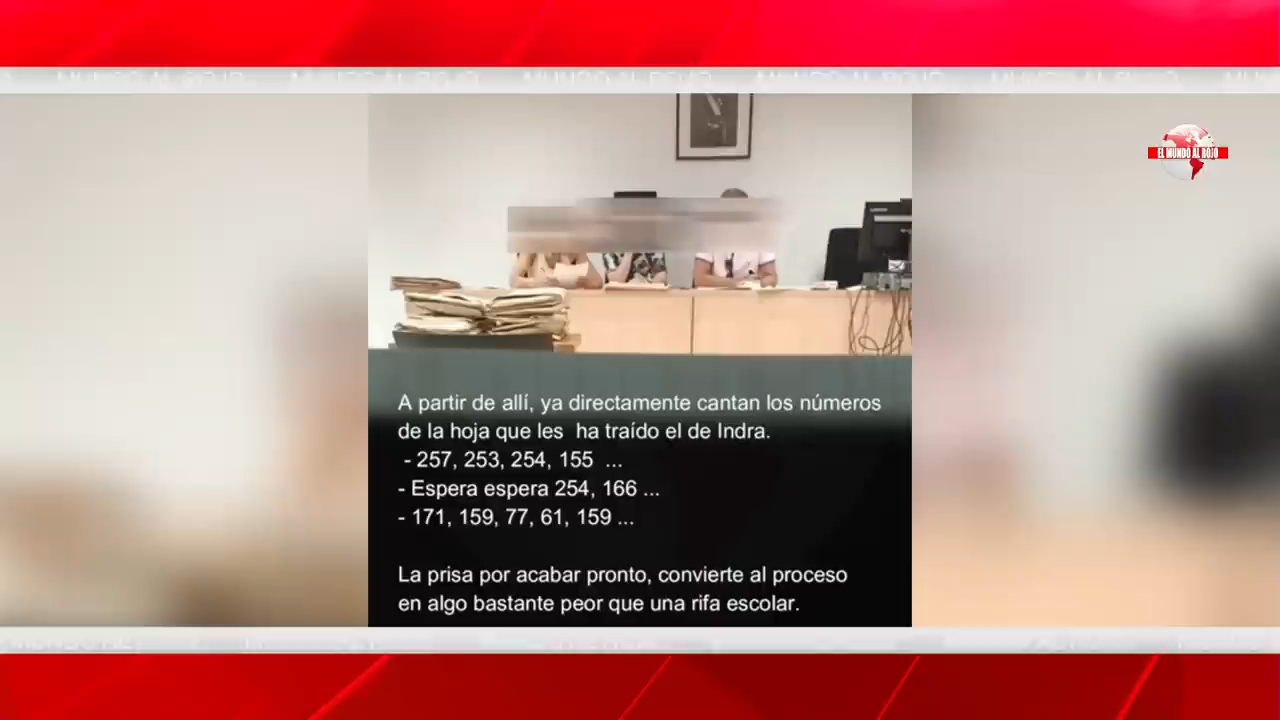 EL MUNDO AL ROJO
A partir de allí, ya directamente cantan los números
de la hoja que les ha traído el de Indra.
- 257, 253, 254, 155 ...
- Espera espera 254, 166 ...
- 171, 159, 77, 61, 159 ...
La prisa por acabar pronto, convierte al proceso
en algo bastante peor que una rifa escolar.